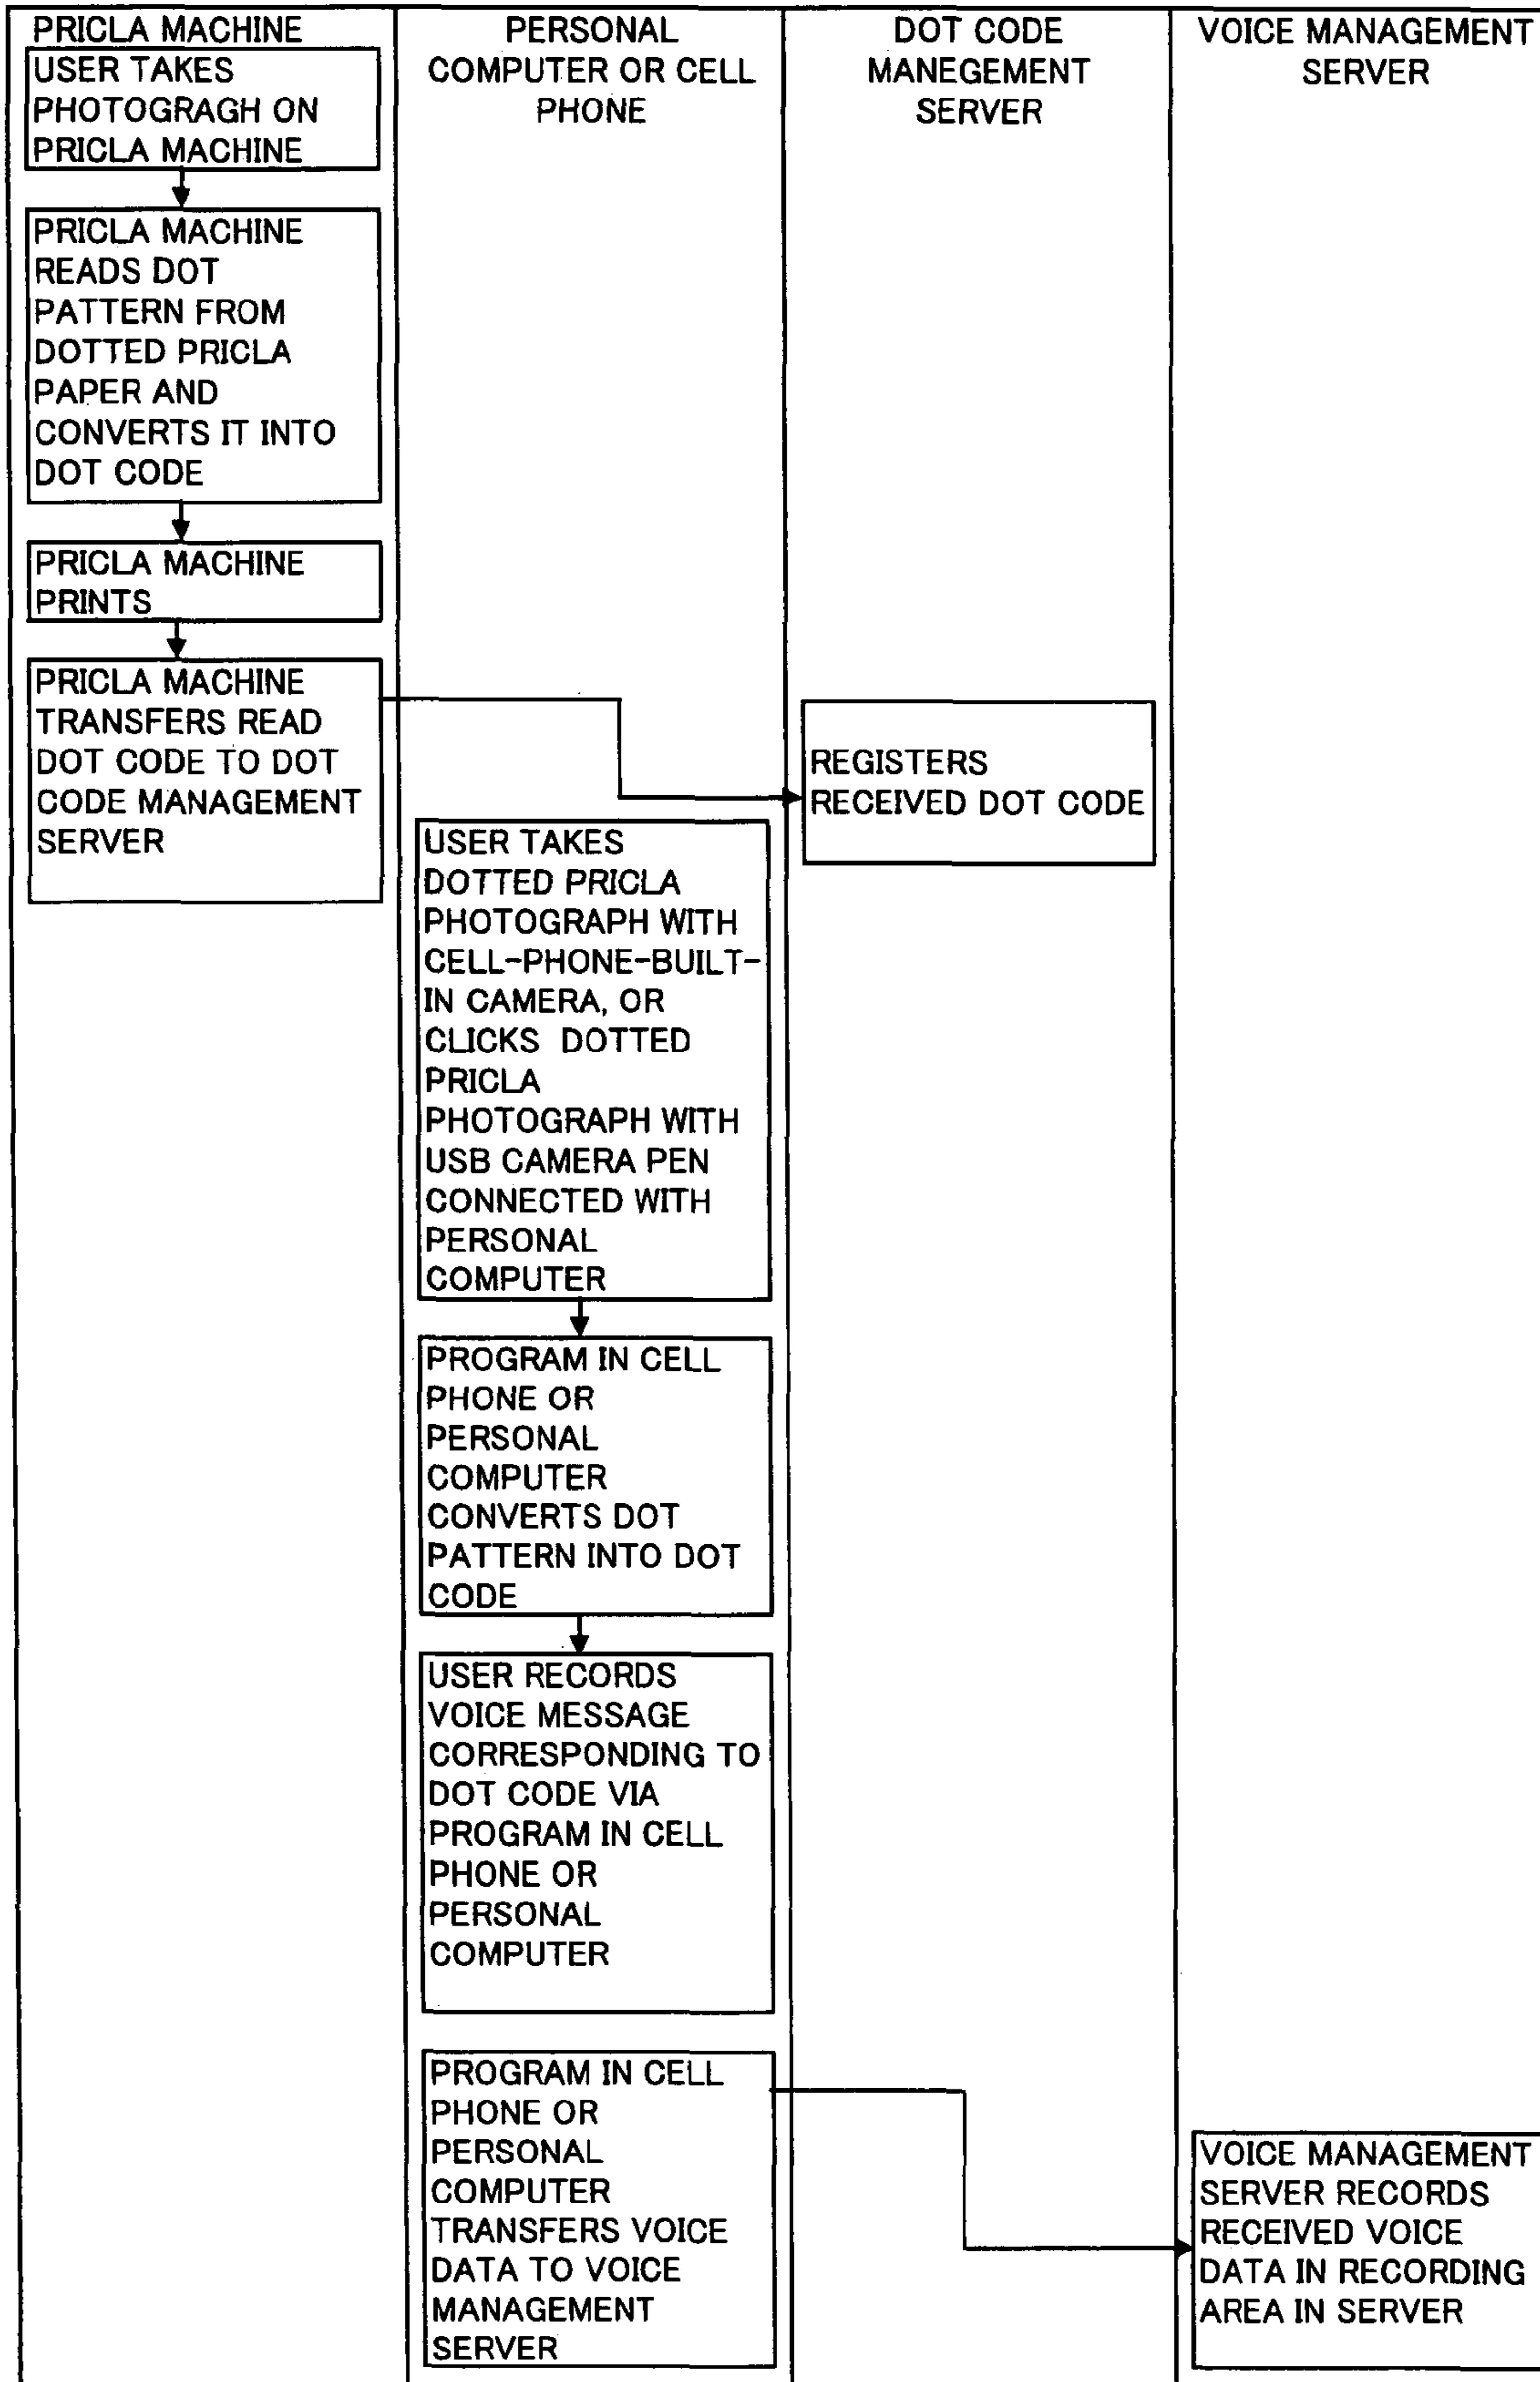 PRICLA MACHINE
USER TAKES
PHOTOGRAGH ON
PRICLA MACHINE
PRICLA MACHINE
READS DOT
PATTERN FROM
DOTTED PRICLA
PAPER AND
CONVERTS IT INTO
DOT CODE
PRICLA MACHINE
PRINTS
PRICLA MACHINE
TRANSFERS READ
DOT CODE TO DOT
CODE MANAGEMENT
SERVER
PERSONAL
COMPUTER OR CELL
PHONE
USER TAKES
DOTTED PRICLA
PHOTOGRAPH WITH
CELL-PHONE-BUILT-
IN CAMERA, OR
CLICKS DOTTED
PRICLA
PHOTOGRAPH WITH
USB CAMERA PEN
CONNECTED WITH
PERSONAL
COMPUTER
PROGRAM IN CELL
PHONE OR
PERSONAL
COMPUTER
CONVERTS DOT
PATTERN INTO DOT
CODE
USER RECORDS
VOICE MESSAGE
CORRESPONDING TO
DOT CODE VIA
PROGRAM IN CELL
PHONE OR
PERSONAL
COMPUTER
PROGRAM IN CELL
PHONE OR
PERSONAL
COMPUTER
TRANSFERS VOICE
DATA TO VOICE
MANAGEMENT
SERVER
DOT CODE
MANEGEMENT
SERVER
REGISTERS
RECEIVED DOT CODE
VOICE MANAGEMENT
SERVER
VOICE MANAGEMENT
SERVER RECORDS
RECEIVED VOICE
DATA IN RECORDING
AREA IN SERVER